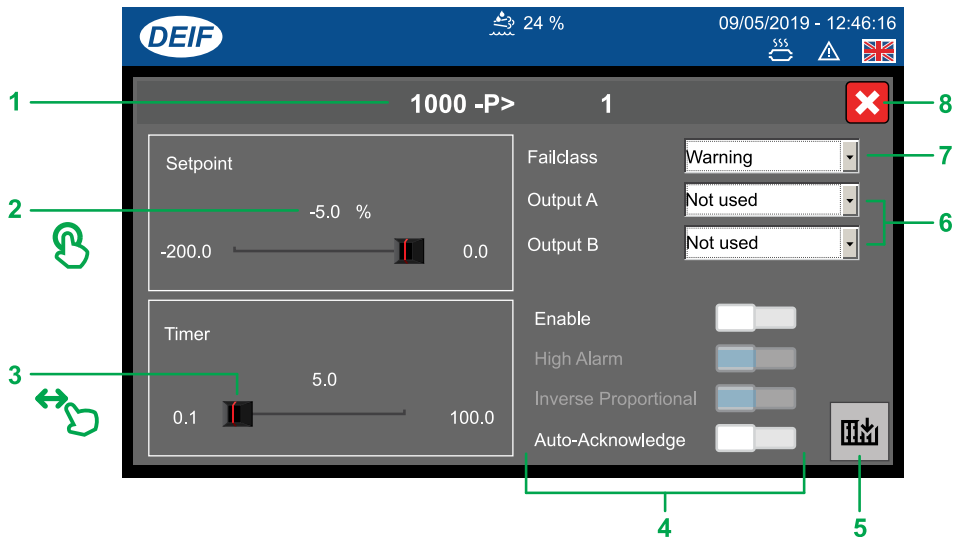 DEIF
24 %
09/05/2019 - 12:46:16
1
1000 -P> 1
8
Setpoint
2
-5.0 %
-200.0
0.0
Failclass
Warning
7
Output A
Not used
6
Output B
Not used
Timer
3
5.0
0.1
100.0
Enable
High Alarm
Inverse Proportional
Auto-Acknowledge
4
5